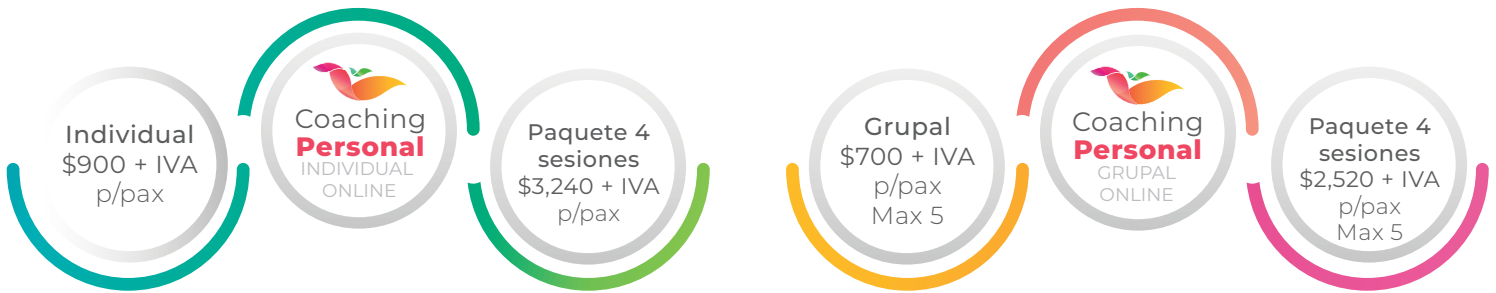 Individual
$900 + IVA
p/pax
Coaching
Personal
INDIVIDUAL
ONLINE
Paquete 4
sesiones
$3,240 + IVA
p/pax
Grupal
$700 + IVA
p/pax
Max 5
Coaching
Personal
GRUPAL
ONLINE
Paquete 4
sesiones
$2,520 + IVA
p/pax
Max 5